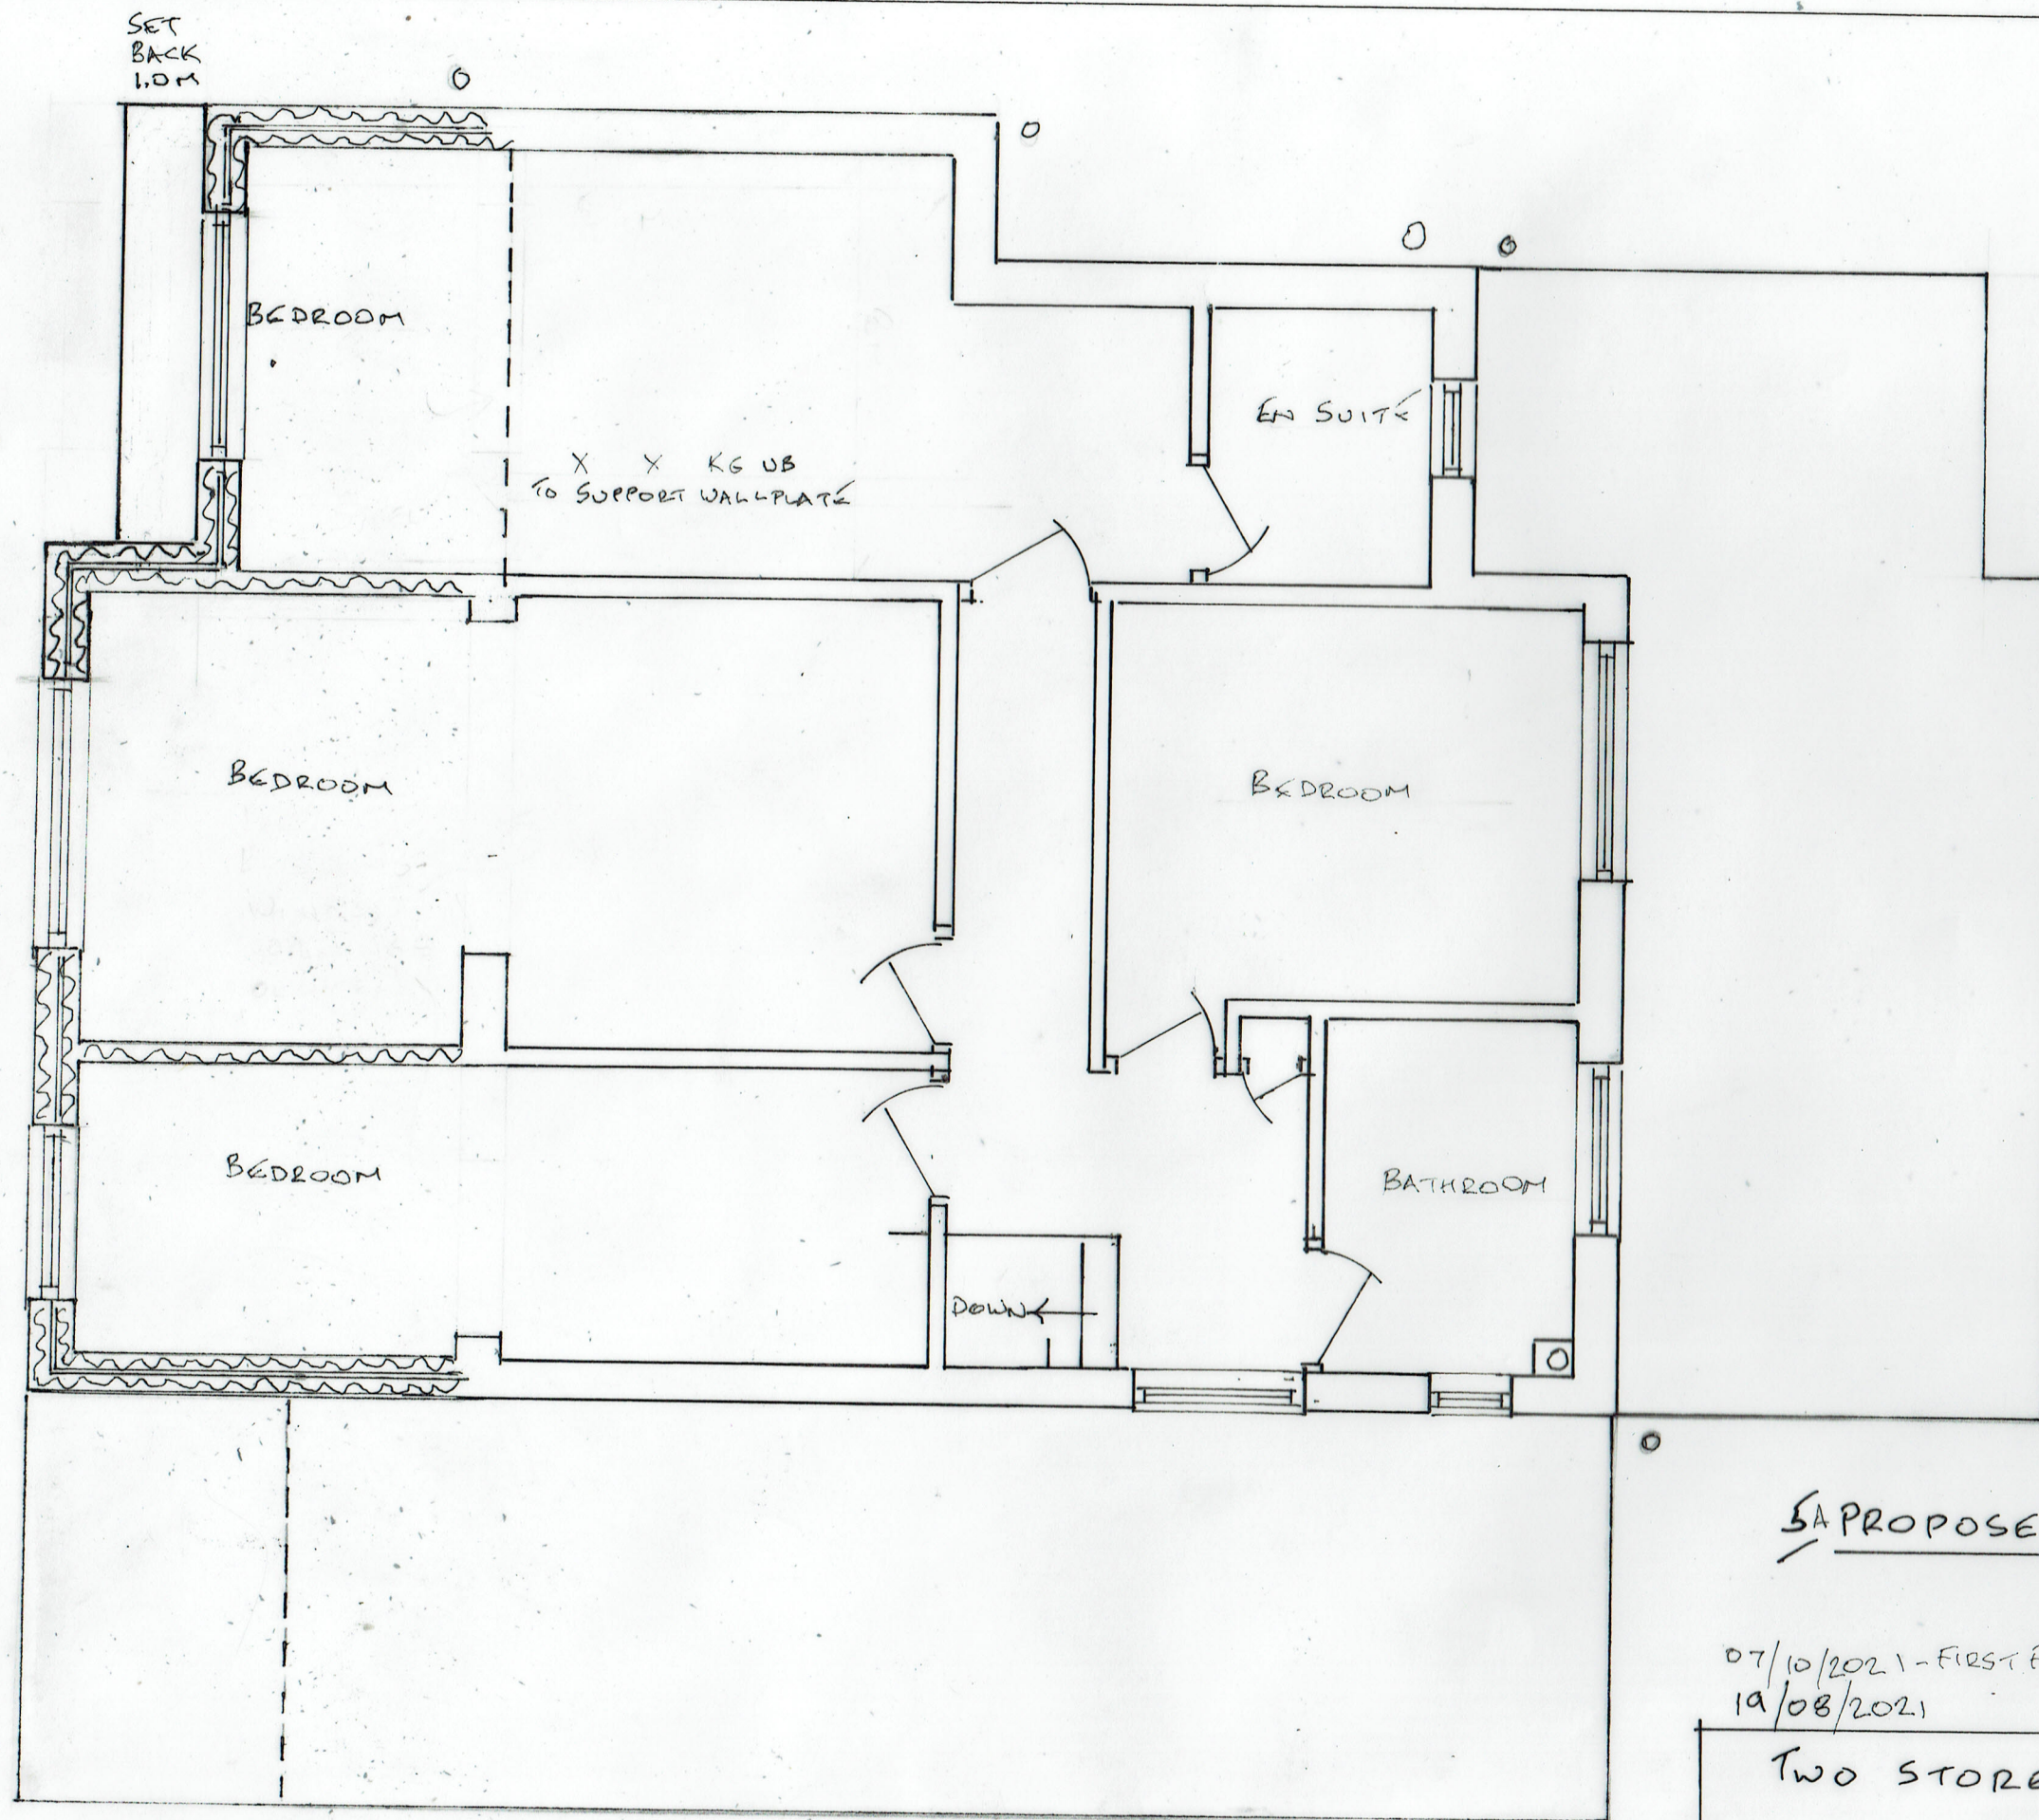 SET
BACK
1.0M
BEDROOM
EN SUITE
X X KG UB
TO SUPPORT WALLPLATE
BEDROOM
BEDROOM
BEDROOM
BATHROOM
DOWN
5A PROPOSE
07/10/2021 - FIRST F
19/08/2021
TWO STORE